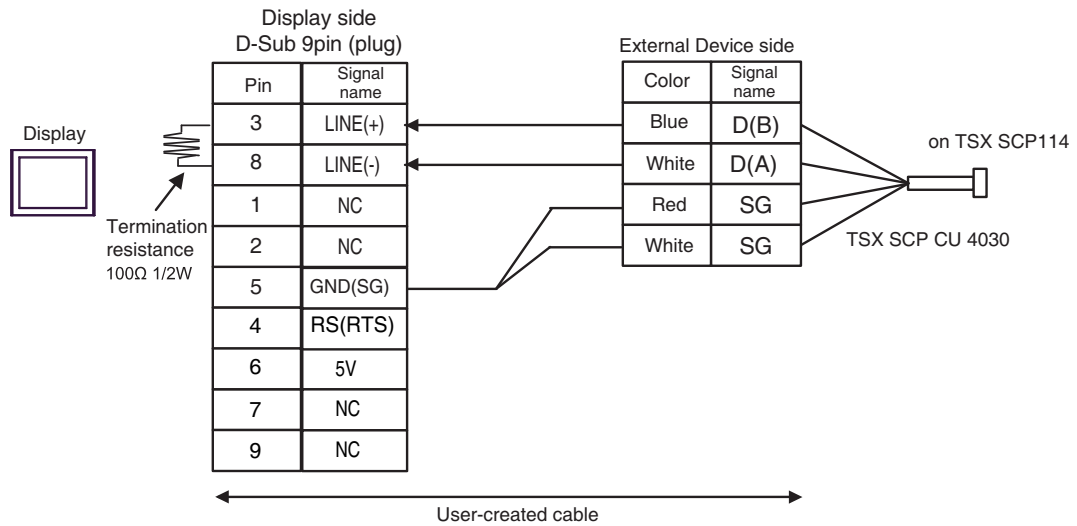 Display side
D-Sub 9pin (plug)
External Device side
Pin
Signal
name
Color
Signal
name
3
LINE(+)
Blue
D(B)
Display
on TSX SCP114
8
LINE(-)
White
D(A)
1
NC
Red
SG
Termination
resistance
100Ω 1/2W
2
NC
White
SG
TSX SCP CU 4030
5
GND(SG)
4
RS(RTS)
6
5V
7
NC
9
NC
User-created cable